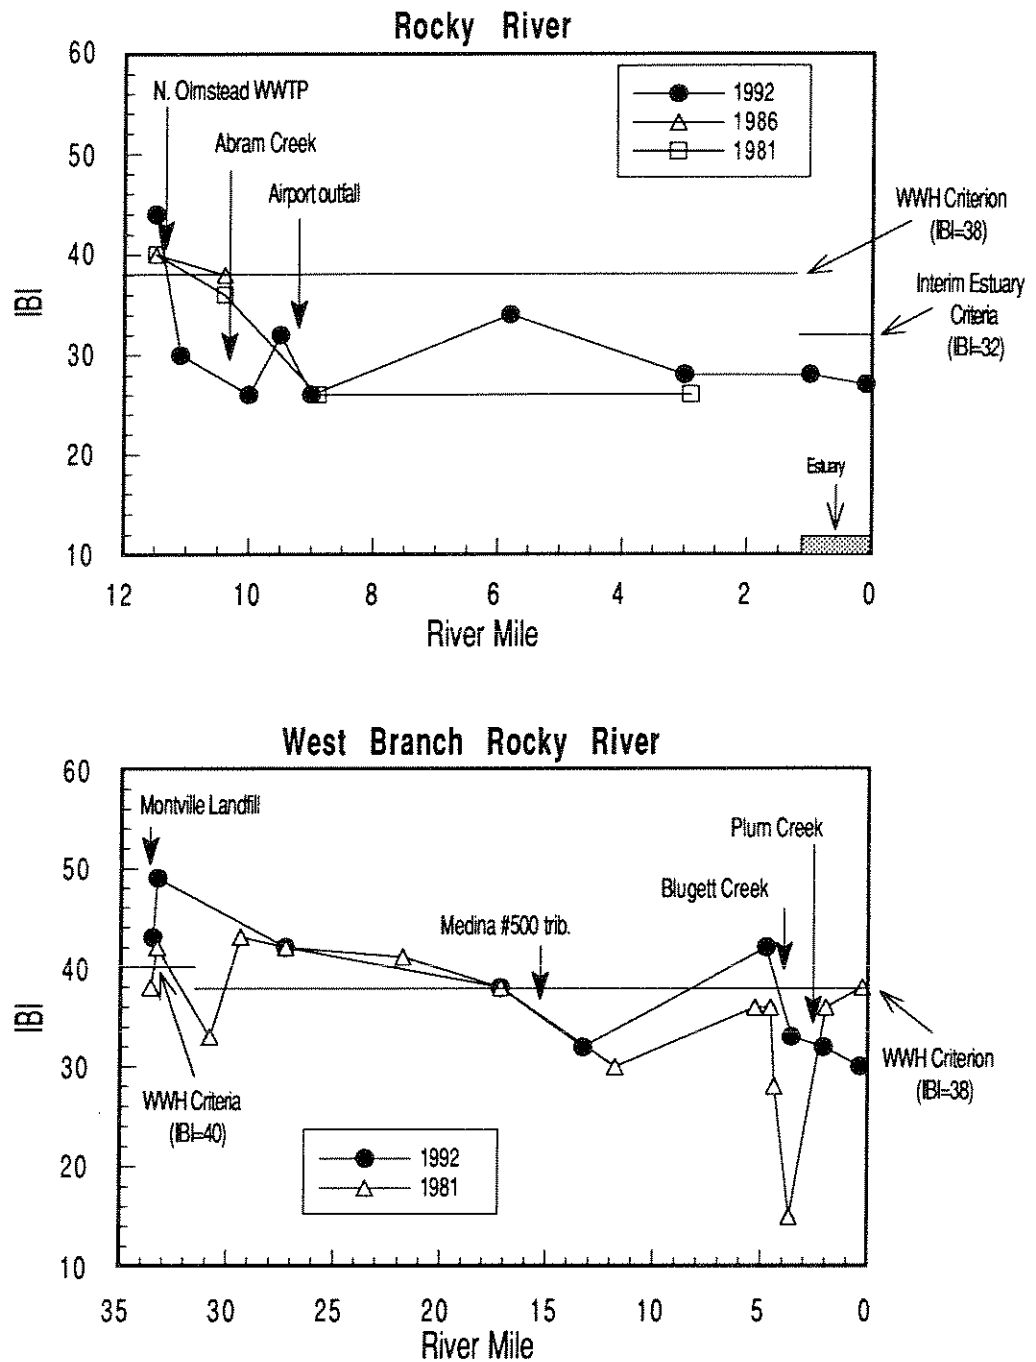 Rocky River
60
50
40
30
20
10
IBI
N. Olmstead WWTP
Abram Creek
Airport outfall
1992
1986
1981
WWH Criterion
(IBI=38)
Interim Estuary
Criteria
(IBI=32)
Estuary
12 10 8 6 4 2 0
River Mile
West Branch Rocky River
60
50
40
30
20
10
IBI
Montville Landfill
Medina #500 trib.
Blugett Creek
Plum Creek
WWH Criteria
(IBI=40)
WWH Criterion
(IBI=38)
1992
1981
35 30 25 20 15 10 5 0
River Mile